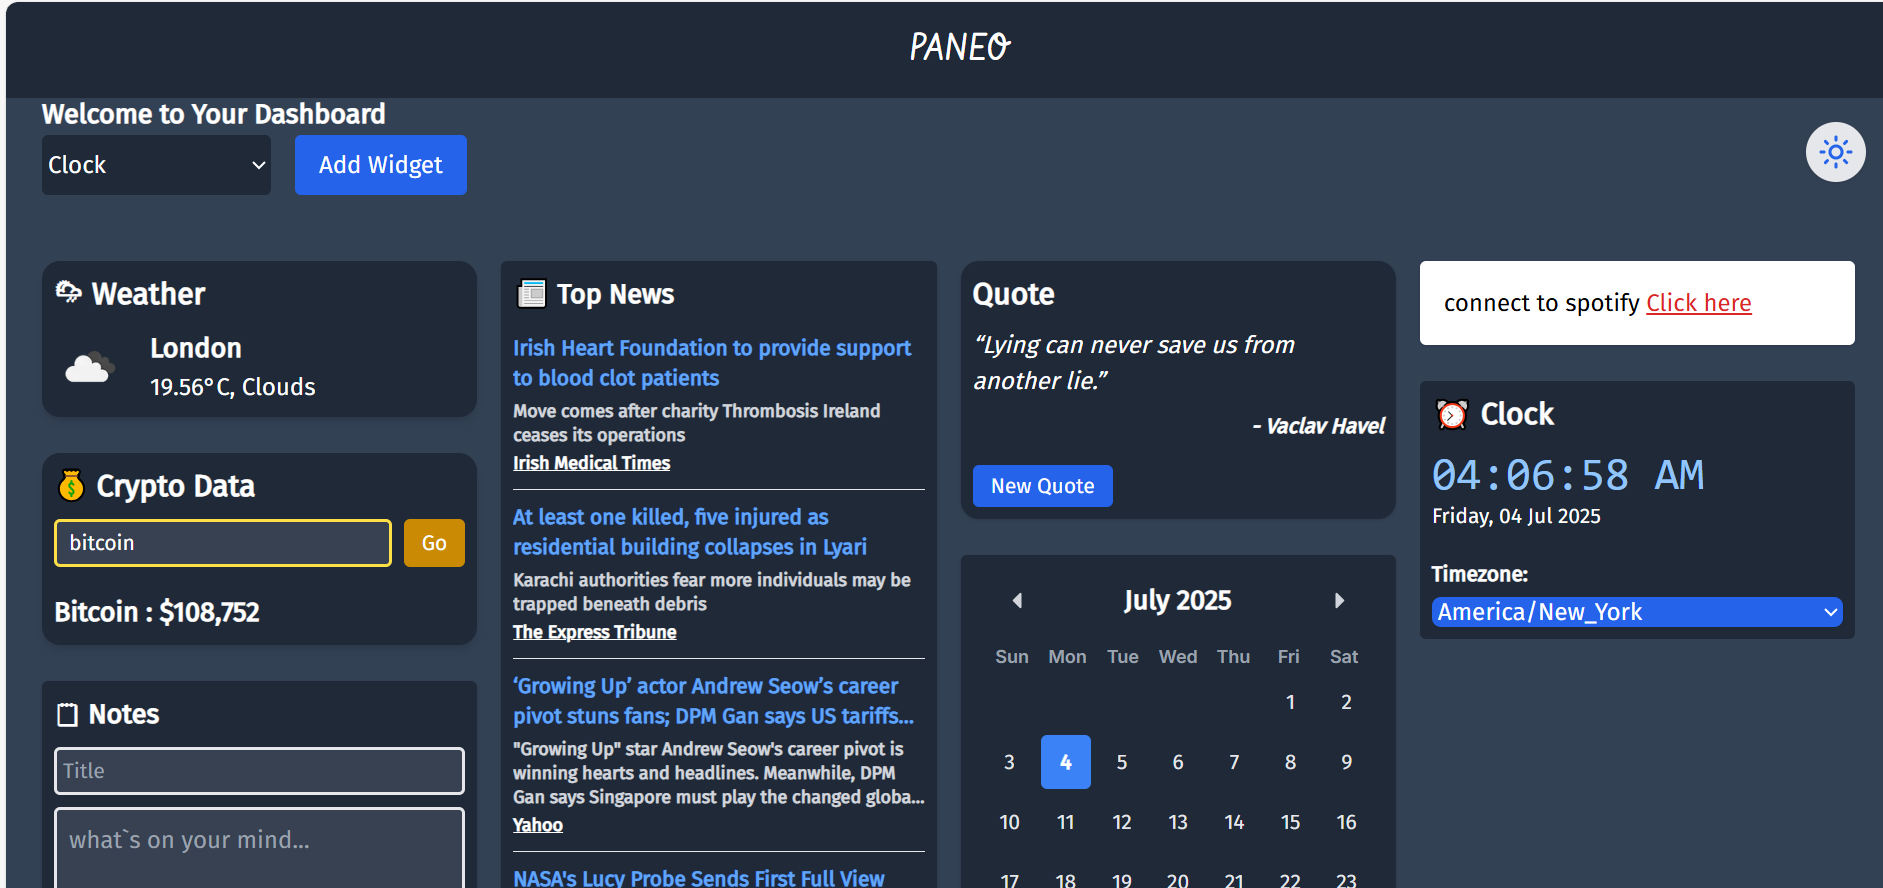 PANEO
Welcome to Your Dashboard
Clock
Add Widget
Weather
London
19.56°C, Clouds
Crypto Data
bitcoin
Go
Bitcoin : $108,752
Notes
Title
what`s on your mind...
Top News
Irish Heart Foundation to provide support
to blood clot patients
Move comes after charity Thrombosis Ireland
ceases its operations
Irish Medical Times
At least one killed, five injured as
residential building collapses in Lyari
Karachi authorities fear more individuals may be
trapped beneath debris
The Express Tribune
‘Growing Up’ actor Andrew Seow’s career
pivot stuns fans; DPM Gan says US tariffs...
"Growing Up" star Andrew Seow's career pivot is
winning hearts and headlines. Meanwhile, DPM
Gan says Singapore must play the changed globa...
Yahoo
NASA's Lucy Probe Sends First Full View
Quote
“Lying can never save us from
another lie.”
- Vaclav Havel
New Quote
July 2025
Sun Mon Tue Wed Thu Fri Sat
1 2
3 4 5 6 7 8 9
10 11 12 13 14 15 16
17 18 19 20 21 22 23
connect to spotify Click here
Clock
04:06:58 AM
Friday, 04 Jul 2025
Timezone:
America/New_York